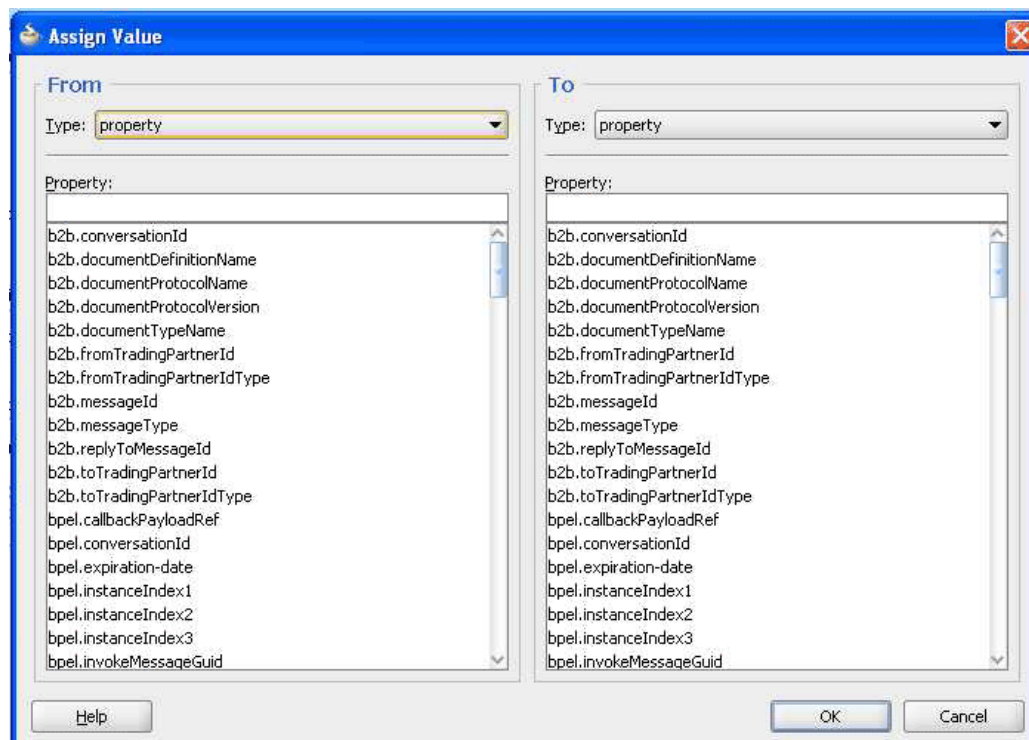 Assign Value
From
Type: property
Property:
b2b.conversationId
b2b.documentDefinitionName
b2b.documentProtocolName
b2b.documentProtocolVersion
b2b.documentTypeName
b2b.fromTradingPartnerId
b2b.fromTradingPartnerIdType
b2b.messageId
b2b.messageType
b2b.replyToMessageId
b2b.toTradingPartnerId
b2b.toTradingPartnerIdType
bpel.callbackPayloadRef
bpel.conversationId
bpel.expiration-date
bpel.instanceIndex1
bpel.instanceIndex2
bpel.instanceIndex3
bpel.invokeMessageGuid
To
Type: property
Property:
b2b.conversationId
b2b.documentDefinitionName
b2b.documentProtocolName
b2b.documentProtocolVersion
b2b.documentTypeName
b2b.fromTradingPartnerId
b2b.fromTradingPartnerIdType
b2b.messageId
b2b.messageType
b2b.replyToMessageId
b2b.toTradingPartnerId
b2b.toTradingPartnerIdType
bpel.callbackPayloadRef
bpel.conversationId
bpel.expiration-date
bpel.instanceIndex1
bpel.instanceIndex2
bpel.instanceIndex3
bpel.invokeMessageGuid
Help
OK
Cancel